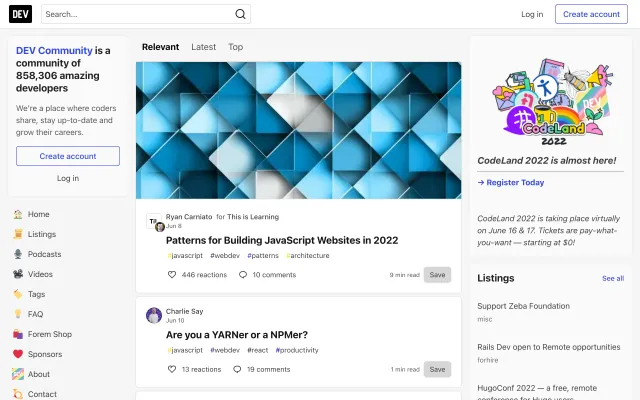 DEV
Search...
Log in
Create account
DEV Community is a
community of
858,306 amazing
developers
We're a place where coders
share, stay up-to-date and
grow their careers.
Create account
Log in
Home
Listings
Podcasts
Videos
Tags
FAQ
Forem Shop
Sponsors
About
Contact
Relevant
Latest
Top
Ryan Carniato for This is Learning
Jun 8
Patterns for Building JavaScript Websites in 2022
#javascript #webdev #patterns #architecture
446 reactions
10 comments
9 min read
Save
Charlie Say
Jun 10
Are you a YARNer or a NPMer?
#javascript #webdev #react #productivity
13 reactions
19 comments
1 min read
Save
CodeLand
2022
CodeLand 2022 is almost here!
→ Register Today
CodeLand 2022 is taking place virtually
on June 16 & 17. Tickets are pay-what-
you-want — starting at $0!
Listings
See all
Support Zeba Foundation
misc
Rails Dev open to Remote opportunities
forhire
HugoConf 2022 — a free, remote
conference for Hugo users